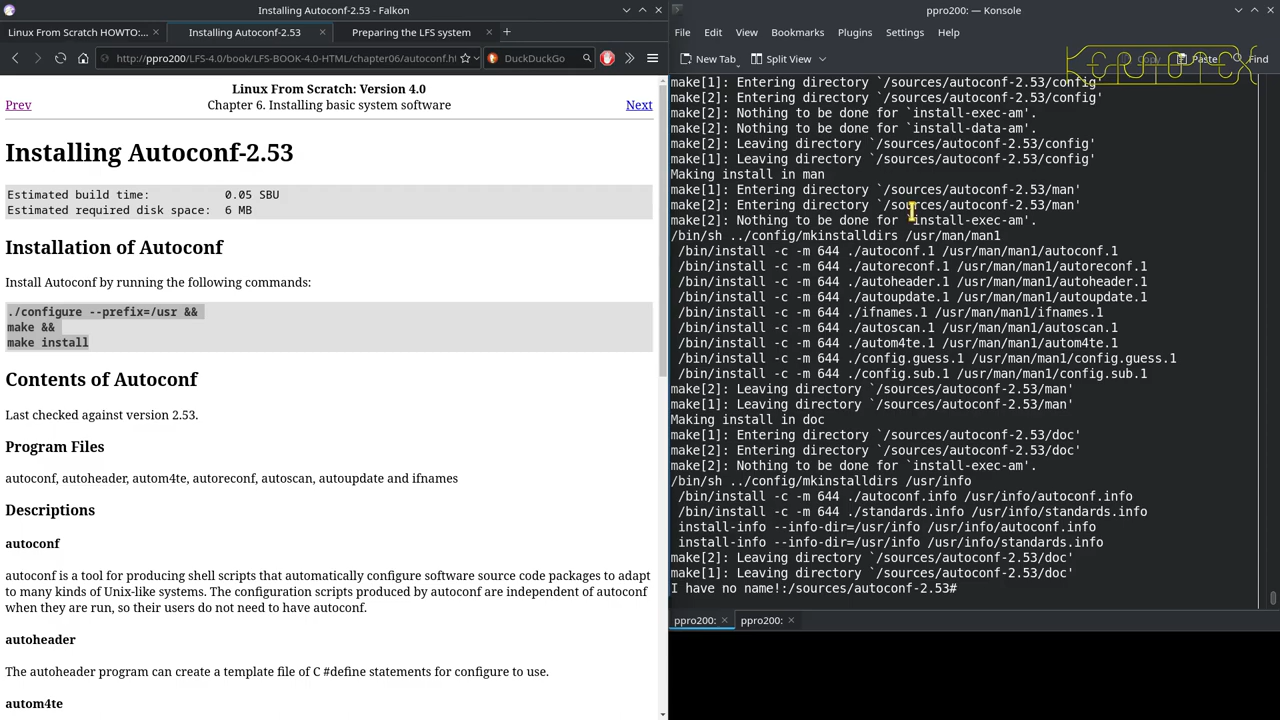 Installing Autoconf-2.53 - Falkon
Linux From Scratch HOWTO:...
Installing Autoconf-2.53
Preparing the LFS system
http://ppro200/LFS-4.0/book/LFS-BOOK-4.0-HTML/chapter06/autoconf.ht
DuckDuckGo
Linux From Scratch: Version 4.0
Prev
Chapter 6. Installing basic system software
Next
Installing Autoconf-2.53
Estimated build time: 0.05 SBU
Estimated required disk space: 6 MB
Installation of Autoconf
Install Autoconf by running the following commands:
./configure --prefix=/usr &&
make &&
make install
Contents of Autoconf
Last checked against version 2.53.
Program Files
autoconf, autoheader, autom4te, autoreconf, autoscan, autoupdate and ifnames
Descriptions
autoconf
autoconf is a tool for producing shell scripts that automatically configure software source code packages to adapt
to many kinds of Unix-like systems. The configuration scripts produced by autoconf are independent of autoconf
when they are run, so their users do not need to have autoconf.
autoheader
The autoheader program can create a template file of C #define statements for configure to use.
autom4te
ppro200: — Konsole
File Edit View Bookmarks Plugins Settings Help
New Tab Split View Copy Paste Find
make[1]: Entering directory `/sources/autoconf-2.53/config'
make[2]: Entering directory `/sources/autoconf-2.53/config'
make[2]: Nothing to be done for `install-exec-am'.
make[2]: Nothing to be done for `install-data-am'.
make[2]: Leaving directory `/sources/autoconf-2.53/config'
make[1]: Leaving directory `/sources/autoconf-2.53/config'
Making install in man
make[1]: Entering directory `/sources/autoconf-2.53/man'
make[2]: Entering directory `/sources/autoconf-2.53/man'
make[2]: Nothing to be done for `install-exec-am'.
/bin/sh ../config/mkinstalldirs /usr/man/man1
/bin/install -c -m 644 ./autoconf.1 /usr/man/man1/autoconf.1
/bin/install -c -m 644 ./autoreconf.1 /usr/man/man1/autoreconf.1
/bin/install -c -m 644 ./autoheader.1 /usr/man/man1/autoheader.1
/bin/install -c -m 644 ./autoupdate.1 /usr/man/man1/autoupdate.1
/bin/install -c -m 644 ./ifnames.1 /usr/man/man1/ifnames.1
/bin/install -c -m 644 ./autoscan.1 /usr/man/man1/autoscan.1
/bin/install -c -m 644 ./autom4te.1 /usr/man/man1/autom4te.1
/bin/install -c -m 644 ./config.guess.1 /usr/man/man1/config.guess.1
/bin/install -c -m 644 ./config.sub.1 /usr/man/man1/config.sub.1
make[2]: Leaving directory `/sources/autoconf-2.53/man'
make[1]: Leaving directory `/sources/autoconf-2.53/man'
Making install in doc
make[1]: Entering directory `/sources/autoconf-2.53/doc'
make[2]: Entering directory `/sources/autoconf-2.53/doc'
make[2]: Nothing to be done for `install-exec-am'.
/bin/sh ../config/mkinstalldirs /usr/info
/bin/install -c -m 644 ./autoconf.info /usr/info/autoconf.info
/bin/install -c -m 644 ./standards.info /usr/info/standards.info
install-info --info-dir=/usr/info /usr/info/autoconf.info
install-info --info-dir=/usr/info /usr/info/standards.info
make[2]: Leaving directory `/sources/autoconf-2.53/doc'
make[1]: Leaving directory `/sources/autoconf-2.53/doc'
I have no name!:/sources/autoconf-2.53#
ppro200: ppro200: